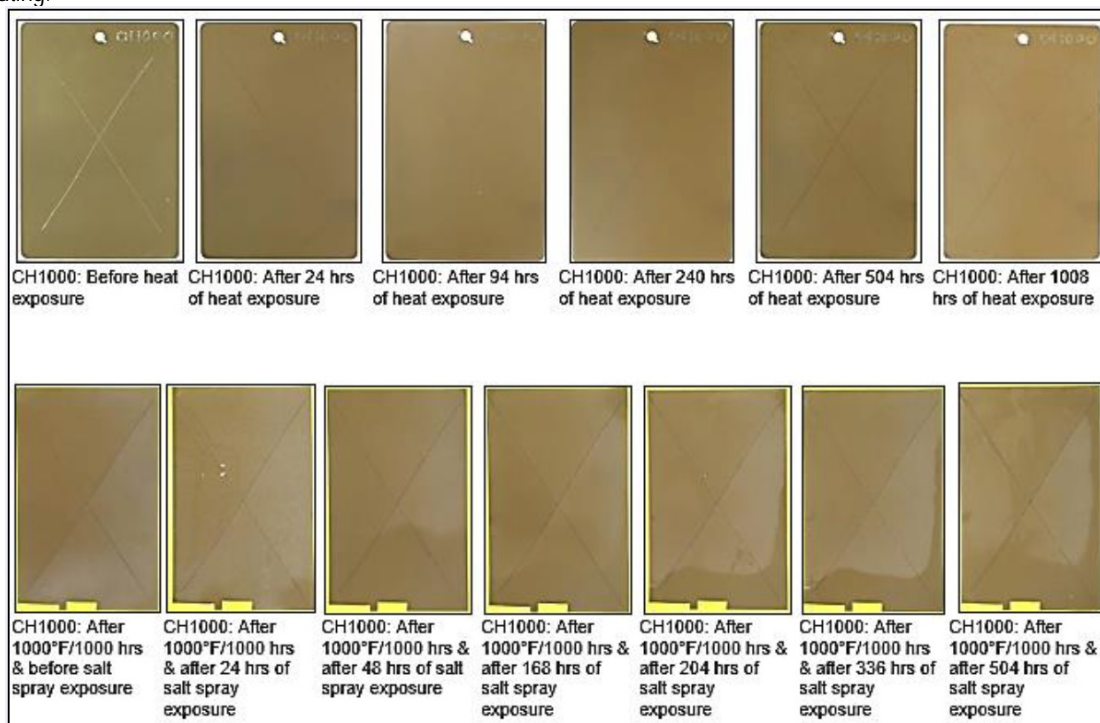 CH1000: Before heat
exposure
CH1000: After 24 hrs
of heat exposure
CH1000: After 94 hrs
of heat exposure
CH1000: After 240 hrs
of heat exposure
CH1000: After 504 hrs
of heat exposure
CH1000: After 1008
hrs of heat exposure
CH1000: After
1000°F/1000 hrs
& before salt
spray exposure
CH1000: After
1000°F/1000 hrs
& after 24 hrs of
salt spray
exposure
CH1000: After
1000°F/1000 hrs &
after 48 hrs of salt
spray exposure
CH1000: After
1000°F/1000 hrs &
after 168 hrs of
salt spray
exposure
CH1000: After
1000°F/1000 hrs &
after 204 hrs of
salt spray
exposure
CH1000: After
1000°F/1000 hrs
& after 336 hrs of
salt spray
exposure
CH1000: After
1000°F/1000 hrs &
after 504 hrs of
salt spray
exposure